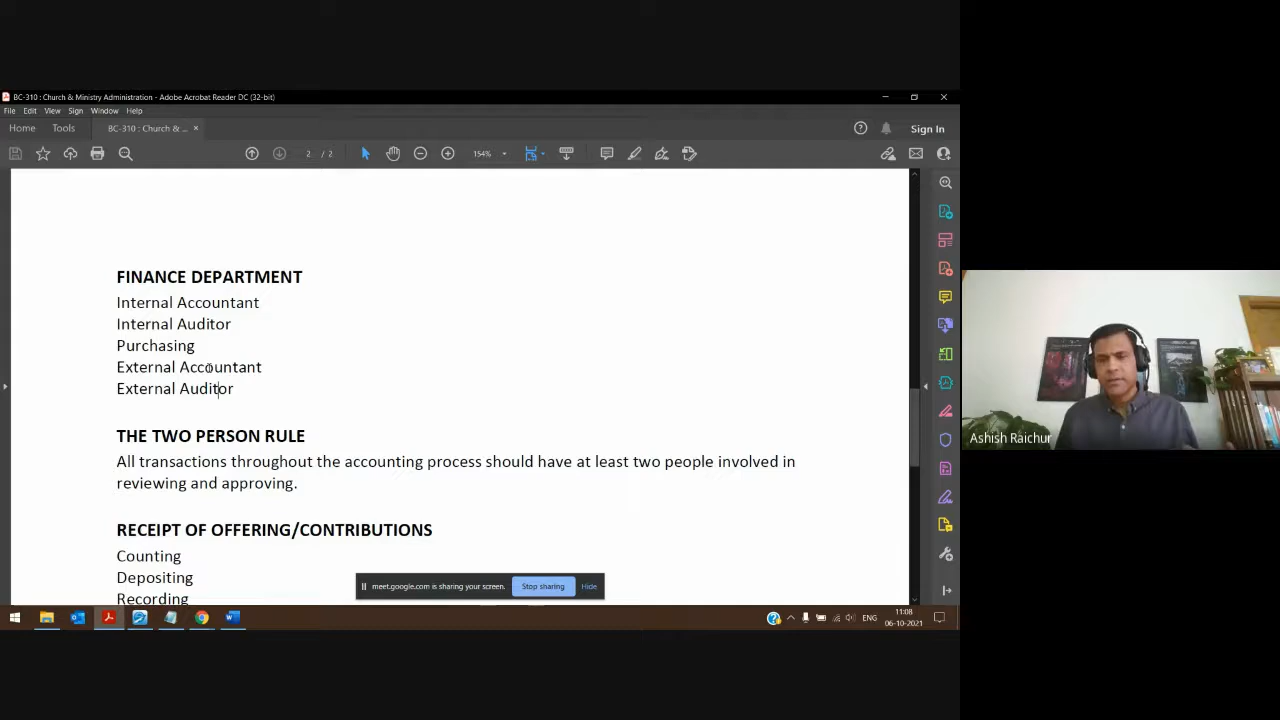 BC-310 : Church & Ministry Administration - Adobe Acrobat Reader DC (32-bit)
File Edit View Sign Window Help
Home Tools BC-310 : Church & ... × Sign In
2 / 2 154%
FINANCE DEPARTMENT
Internal Accountant
Internal Auditor
Purchasing
External Accountant
External Auditor
THE TWO PERSON RULE
All transactions throughout the accounting process should have at least two people involved in
reviewing and approving.
RECEIPT OF OFFERING/CONTRIBUTIONS
Counting
Depositing
Recording
meet.google.com is sharing your screen. Stop sharing Hide
ENG 11:08
06-10-2021
Ashish Raichur